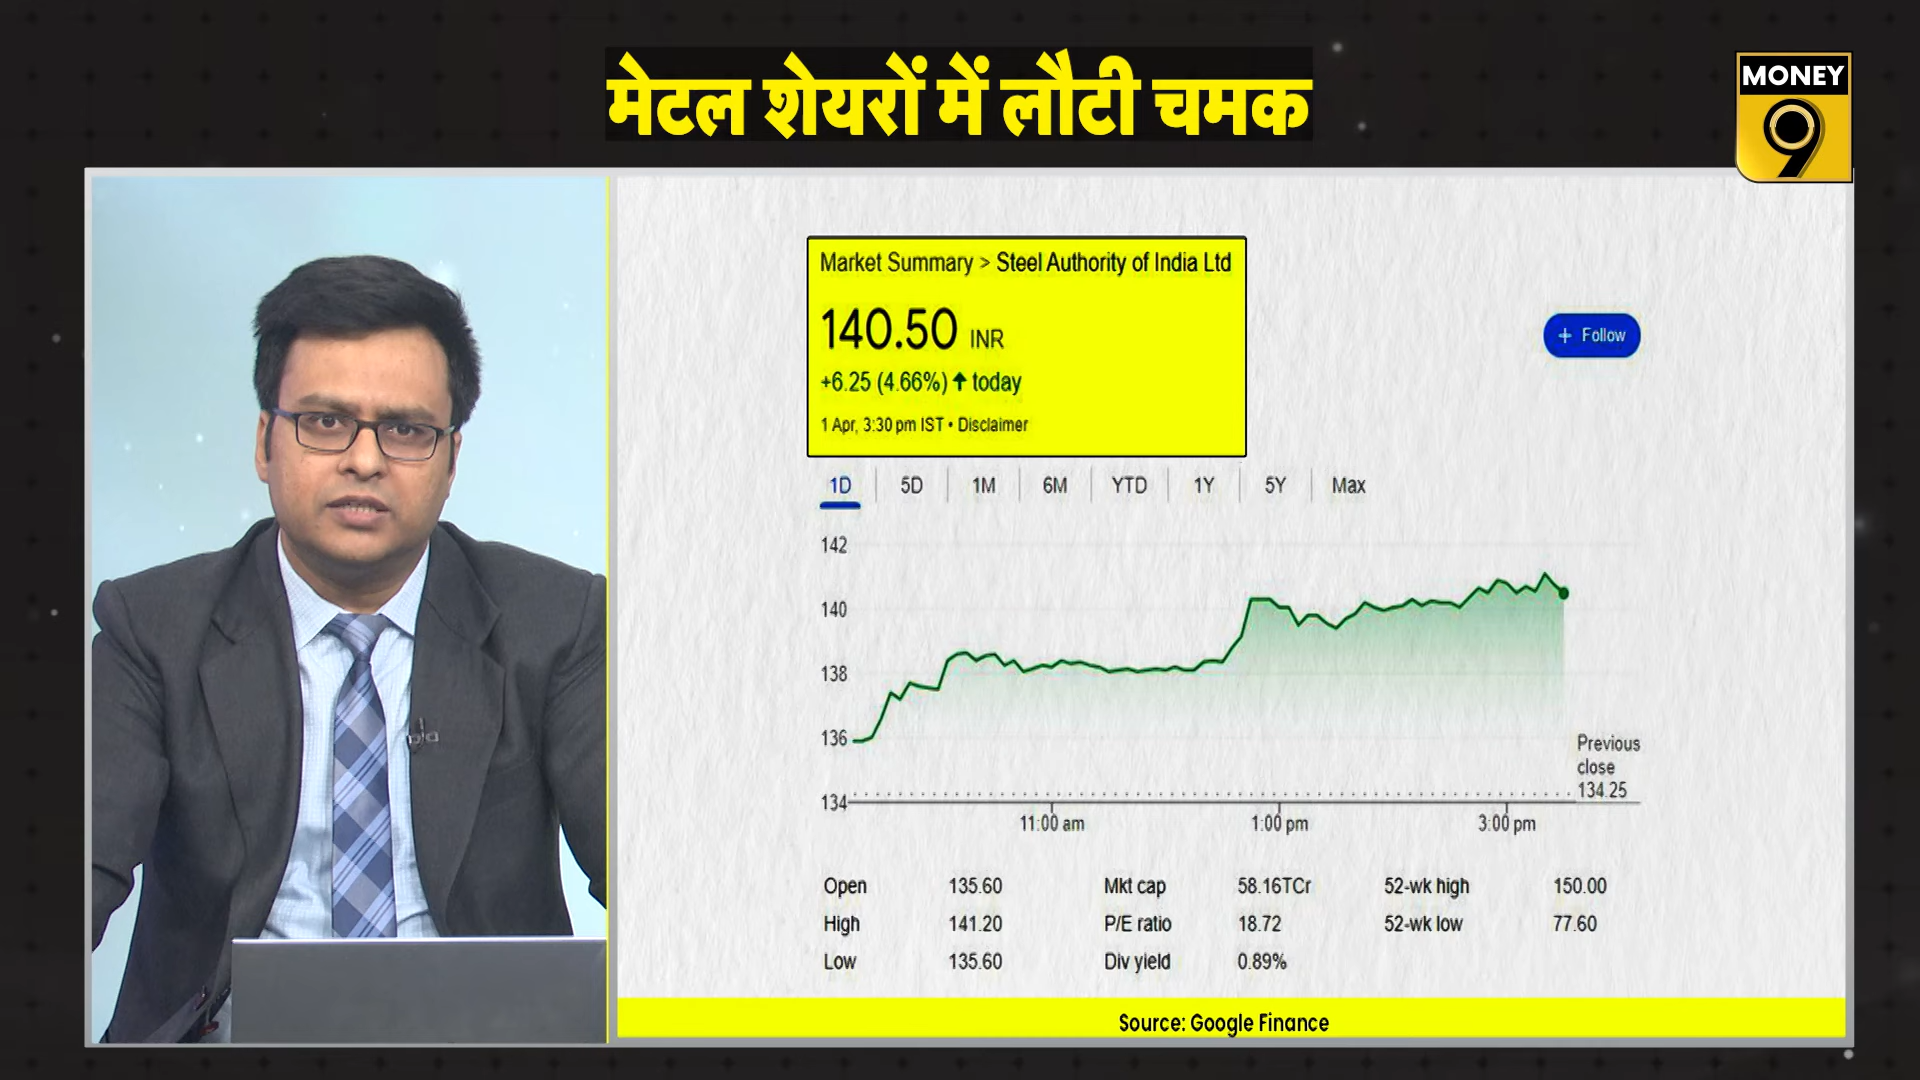 मेटल शेयरों में लौटी चमक
MONEY
9
Market Summary > Steel Authority of India Ltd
140.50 INR
+6.25 (4.66%) ↑ today
1 Apr, 3:30 pm IST • Disclaimer
+ Follow
1D 5D 1M 6M YTD 1Y 5Y Max
142
140
138
136
134
Previous
close
134.25
11:00 am 1:00 pm 3:00 pm
Open 135.60 Mkt cap 58.16TCr 52-wk high 150.00
High 141.20 P/E ratio 18.72 52-wk low 77.60
Low 135.60 Div yield 0.89%
Source: Google Finance